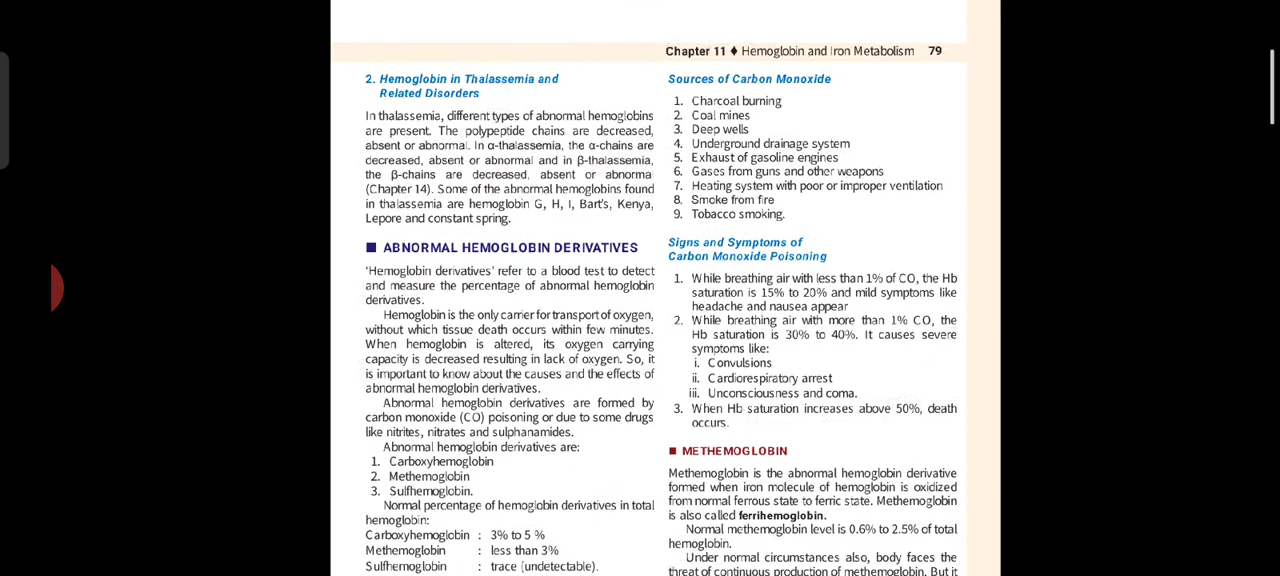 Chapter 11 ♦ Hemoglobin and Iron Metabolism 79
2. Hemoglobin in Thalassemia and
Related Disorders
In thalassemia, different types of abnormal hemoglobins
are present. The polypeptide chains are decreased,
absent or abnormal. In α-thalassemia, the α-chains are
decreased, absent or abnormal and in β-thalassemia,
the β-chains are decreased, absent or abnormal
(Chapter 14). Some of the abnormal hemoglobins found
in thalassemia are hemoglobin G, H, I, Bart's, Kenya,
Lepore and constant spring.
■ ABNORMAL HEMOGLOBIN DERIVATIVES
'Hemoglobin derivatives' refer to a blood test to detect
and measure the percentage of abnormal hemoglobin
derivatives.
Hemoglobin is the only carrier for transport of oxygen,
without which tissue death occurs within few minutes.
When hemoglobin is altered, its oxygen carrying
capacity is decreased resulting in lack of oxygen. So, it
is important to know about the causes and the effects of
abnormal hemoglobin derivatives.
Abnormal hemoglobin derivatives are formed by
carbon monoxide (CO) poisoning or due to some drugs
like nitrites, nitrates and sulphanamides.
Abnormal hemoglobin derivatives are:
1. Carboxyhemoglobin
2. Methemoglobin
3. Sulfhemoglobin.
Normal percentage of hemoglobin derivatives in total
hemoglobin:
Carboxyhemoglobin : 3% to 5 %
Methemoglobin : less than 3%
Sulfhemoglobin : trace (undetectable).
Sources of Carbon Monoxide
1. Charcoal burning
2. Coal mines
3. Deep wells
4. Underground drainage system
5. Exhaust of gasoline engines
6. Gases from guns and other weapons
7. Heating system with poor or improper ventilation
8. Smoke from fire
9. Tobacco smoking.
Signs and Symptoms of
Carbon Monoxide Poisoning
1. While breathing air with less than 1% of CO, the Hb
saturation is 15% to 20% and mild symptoms like
headache and nausea appear
2. While breathing air with more than 1% CO, the
Hb saturation is 30% to 40%. It causes severe
symptoms like:
i. Convulsions
ii. Cardiorespiratory arrest
iii. Unconsciousness and coma.
3. When Hb saturation increases above 50%, death
occurs.
■ METHEMOGLOBIN
Methemoglobin is the abnormal hemoglobin derivative
formed when iron molecule of hemoglobin is oxidized
from normal ferrous state to ferric state. Methemoglobin
is also called ferrihemoglobin.
Normal methemoglobin level is 0.6% to 2.5% of total
hemoglobin.
Under normal circumstances also, body faces the
threat of continuous production of methemoglobin. But it